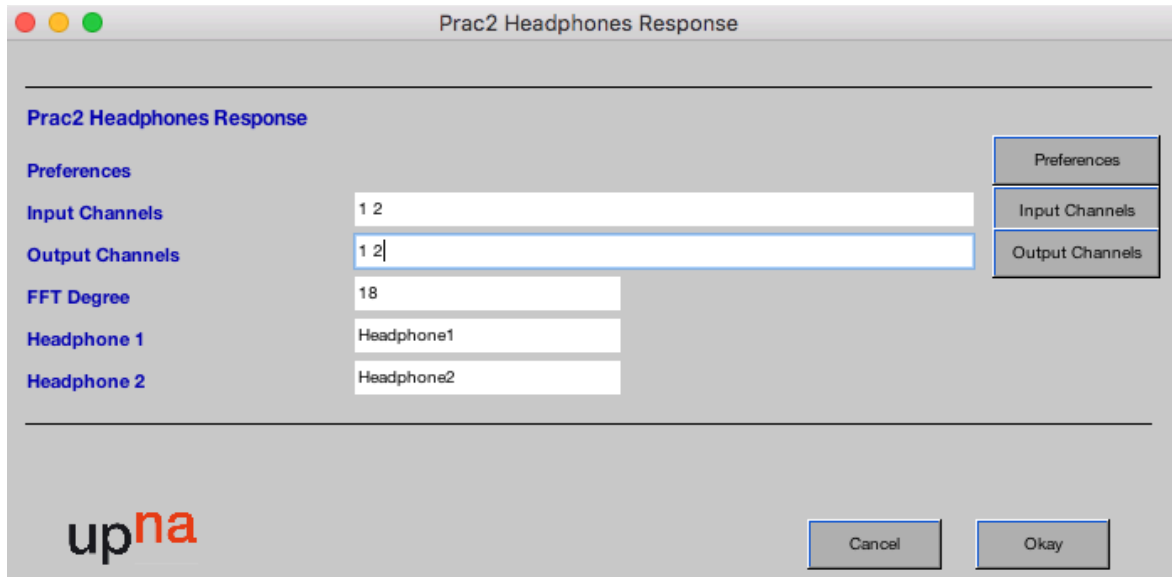 Prac2 Headphones Response
Prac2 Headphones Response
Preferences
Preferences
Input Channels
1 2
Input Channels
Output Channels
1 2
Output Channels
FFT Degree
18
Headphone 1
Headphone1
Headphone 2
Headphone2
upna
Cancel
Okay